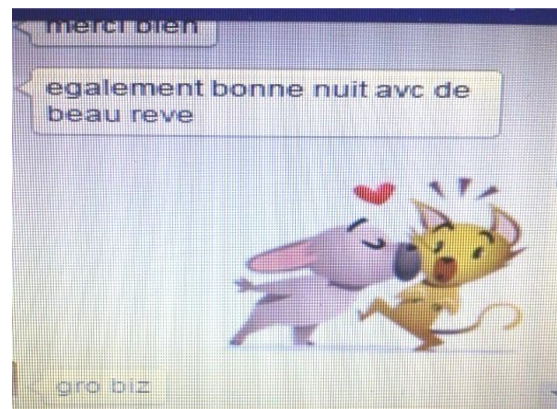 merci bien
egalement bonne nuit avc de
beau reve
gro biz